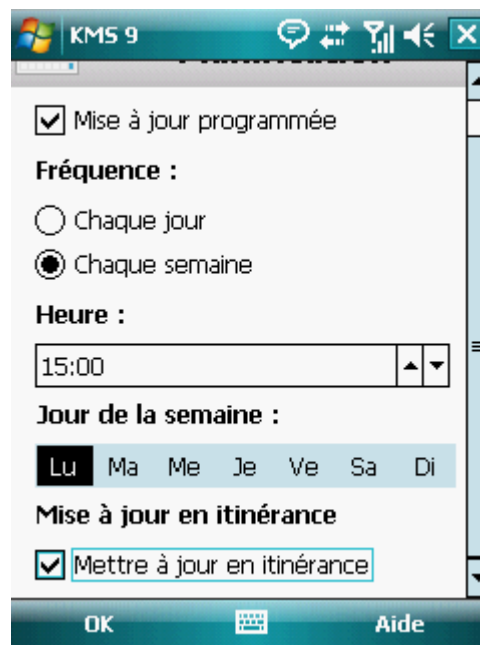 KMS 9
Mise à jour programmée
Fréquence :
Chaque jour
Chaque semaine
Heure :
15:00
Jour de la semaine :
Lu Ma Me Je Ve Sa Di
Mise à jour en itinérance
Mettre à jour en itinérance
OK Aide